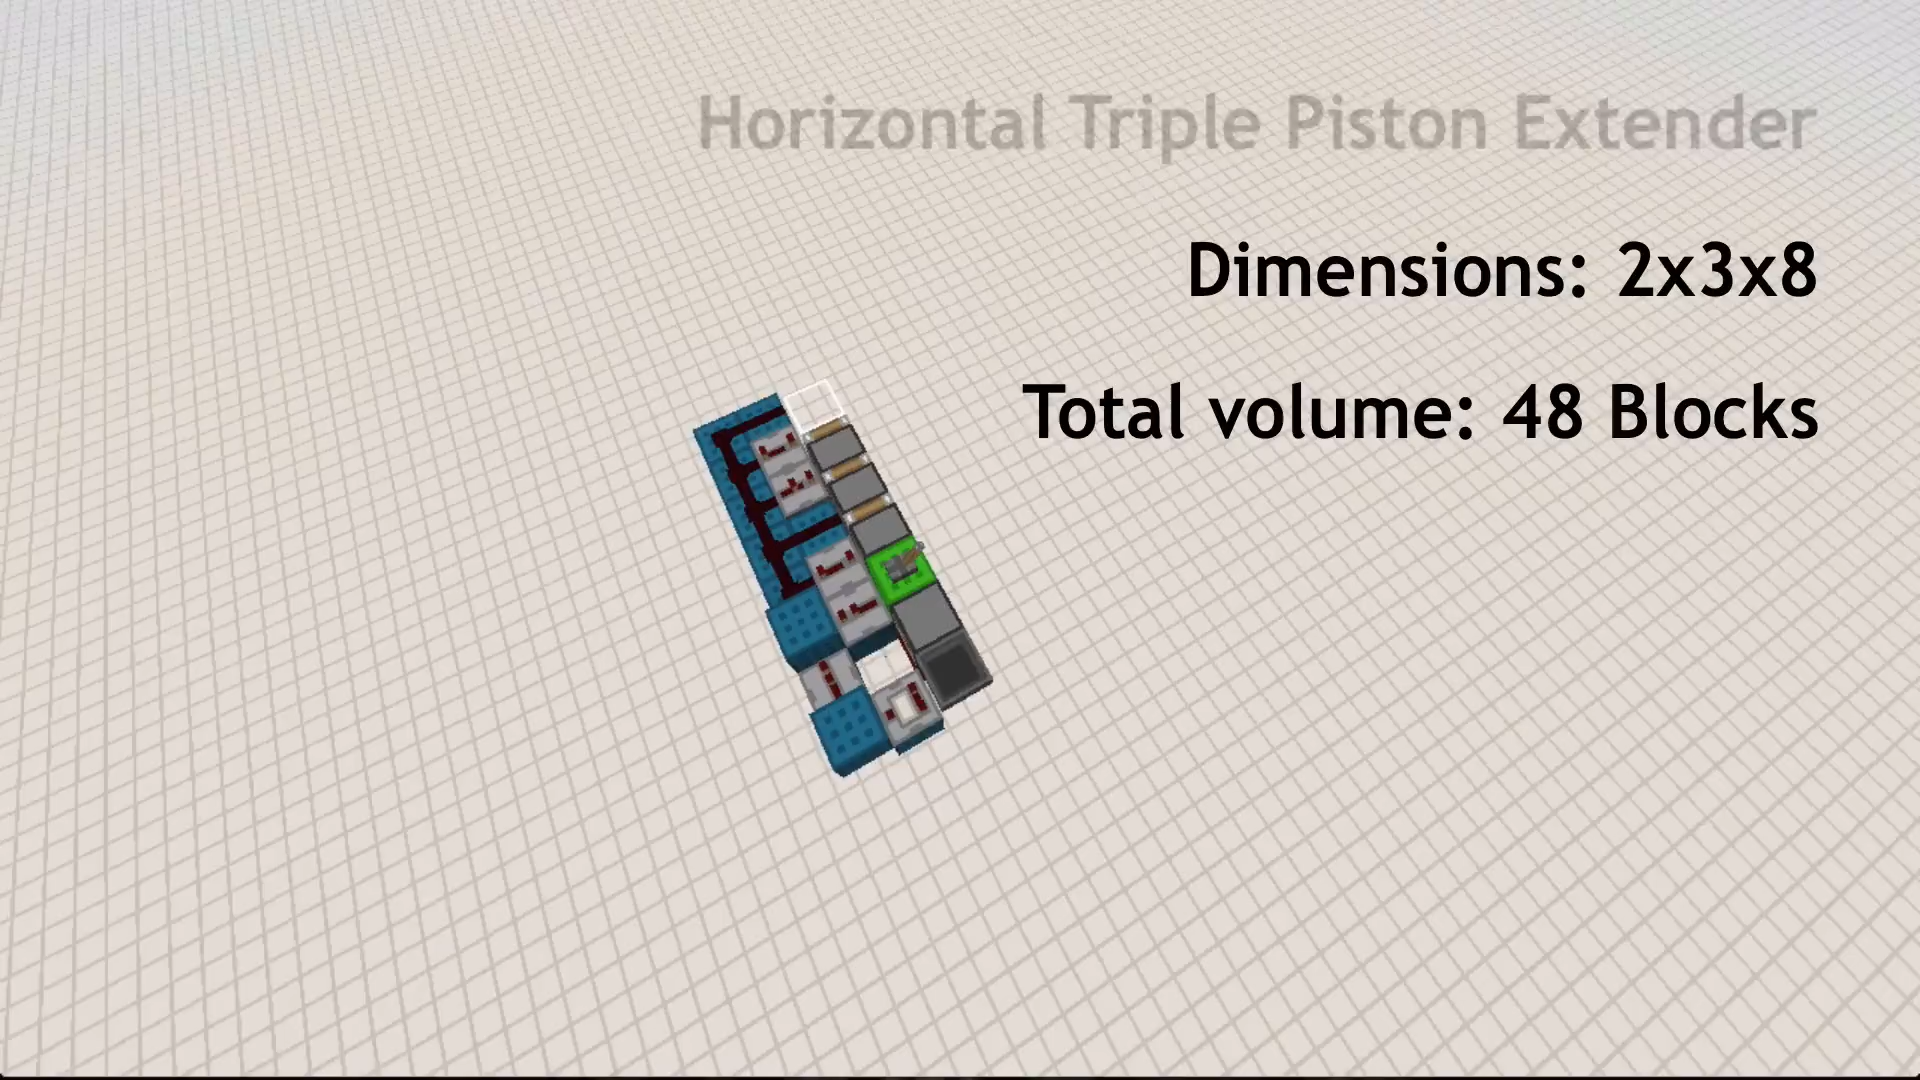 Horizontal Triple Piston Extender
Dimensions: 2x3x8
Total volume: 48 Blocks